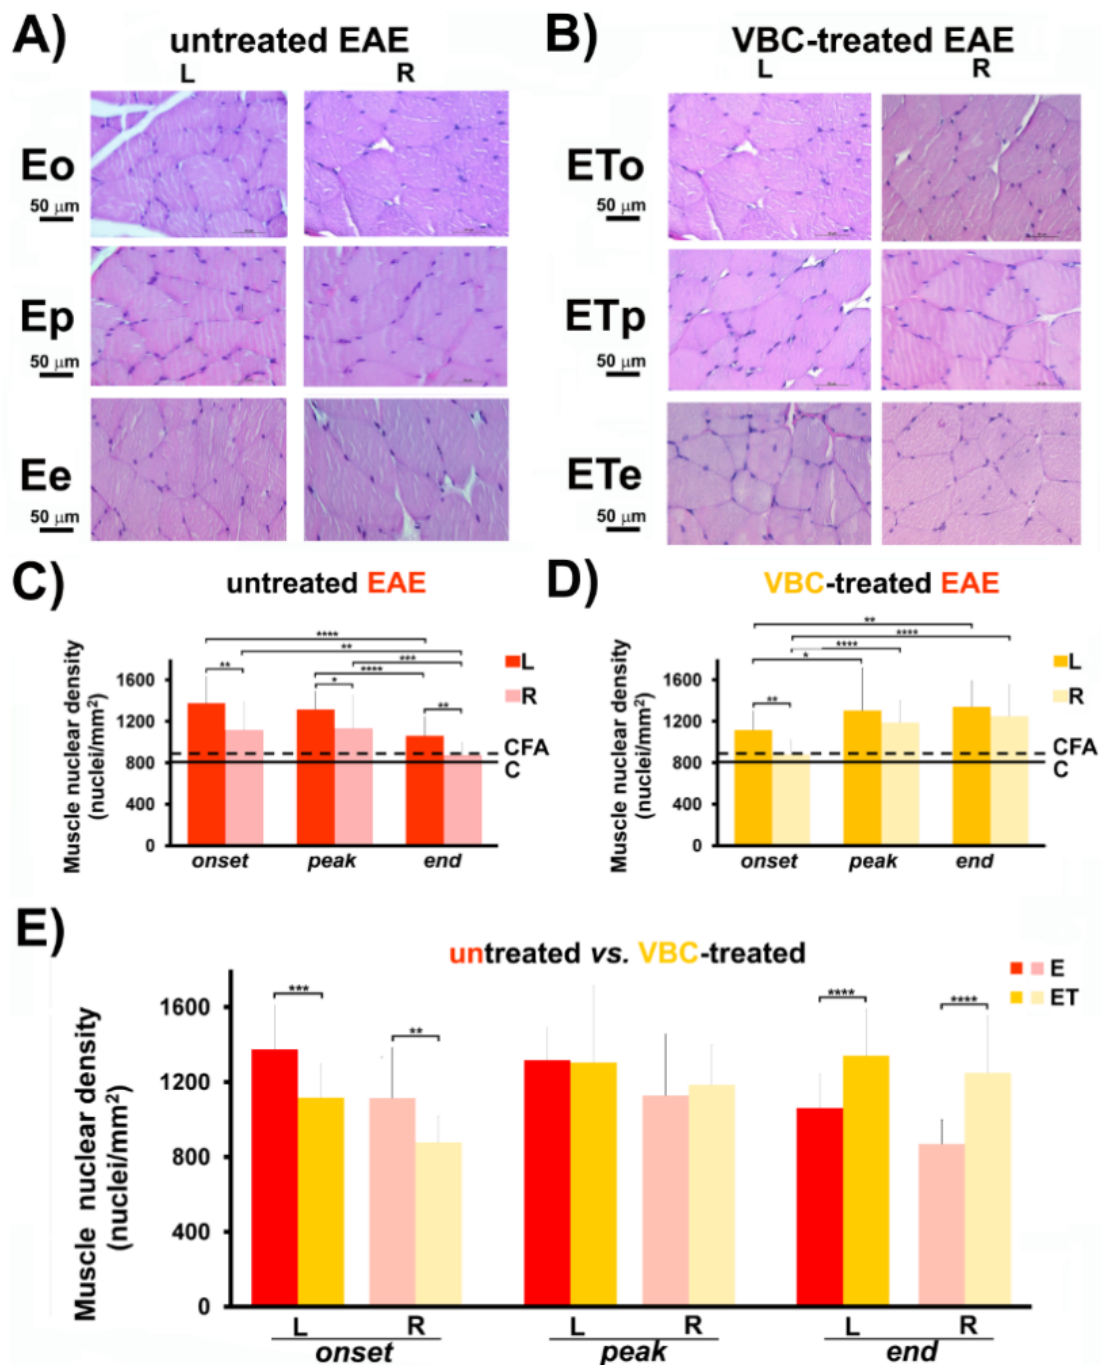 A) untreated EAE
L R
Eo
50 μm
Ep
50 μm
Ee
50 μm
B) VBC-treated EAE
L R
ETo
50 μm
ETp
50 μm
ETe
50 μm
C) untreated EAE
Muscle nuclear density
(nuclei/mm²)
1600
1200
800
400
0
****
**
***
****
**
*
**
L
R
CFA
C
onset peak end
D) VBC-treated EAE
Muscle nuclear density
(nuclei/mm²)
1600
1200
800
400
0
**
****
****
*
**
L
R
CFA
C
onset peak end
E) untreated vs. VBC-treated
Muscle nuclear density
(nuclei/mm²)
1600
1200
800
400
0
***
**
****
****
E
ET
L R L R L R
onset peak end